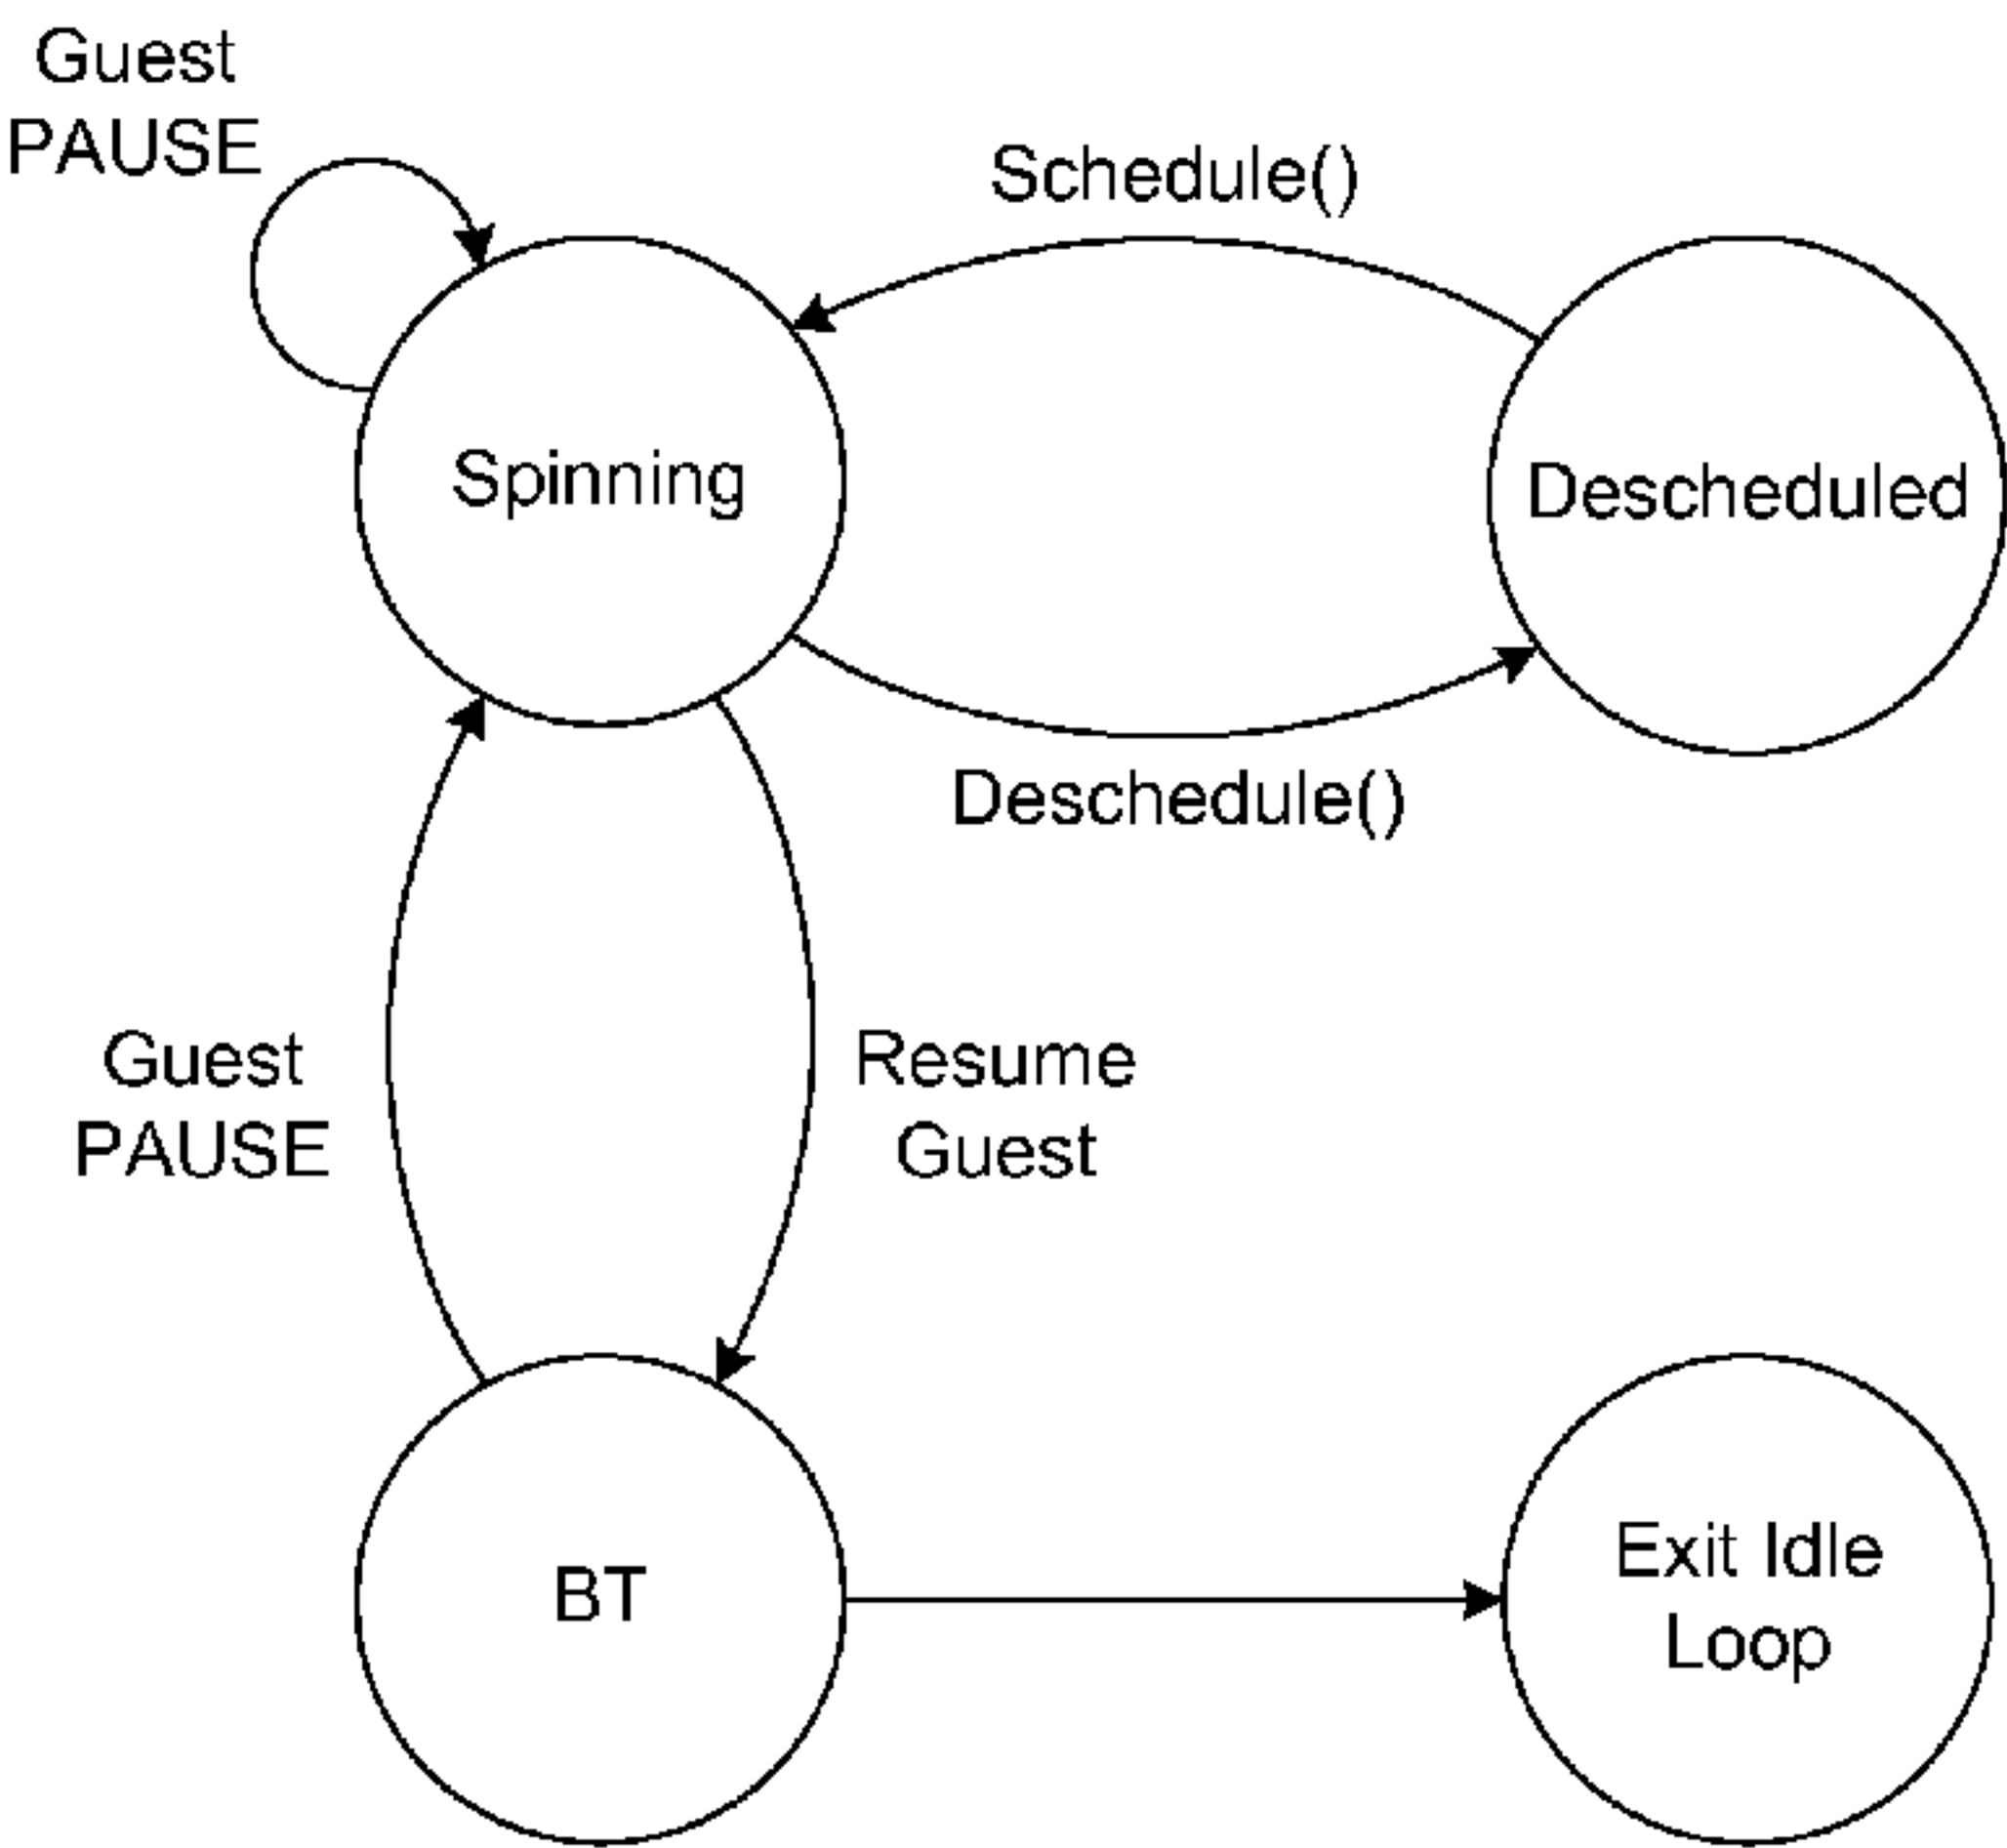 Guest
PAUSE
Schedule()
Spinning
Descheduled
Deschedule()
Guest
PAUSE
Resume
Guest
BT
Exit Idle
Loop